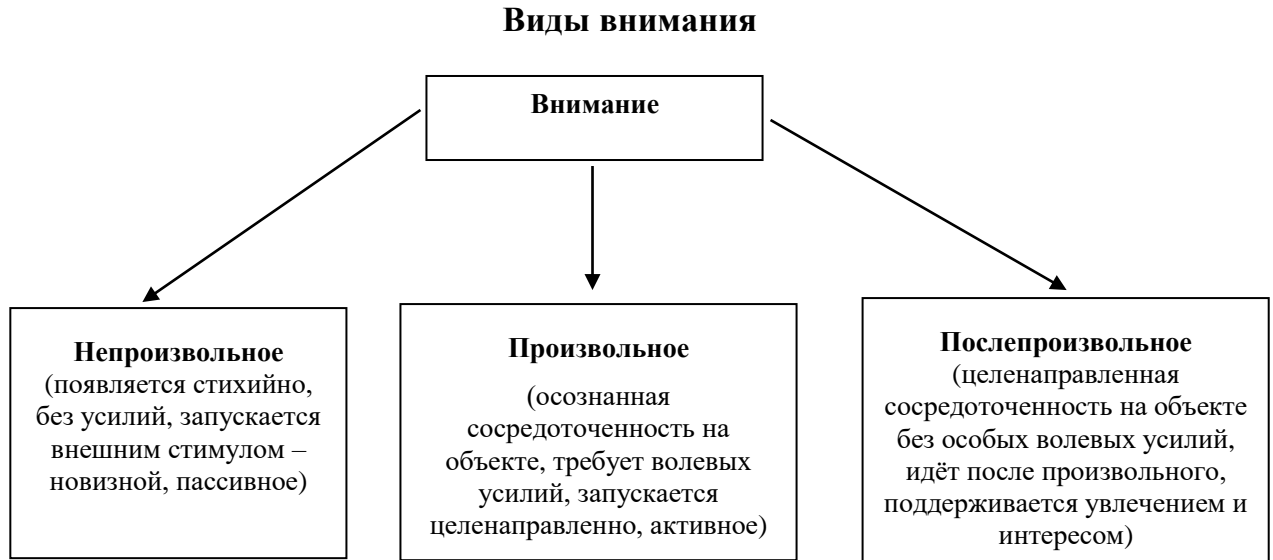 Виды внимания
Внимание
Непроизвольное
(появляется стихийно,
без усилий, запускается
внешним стимулом –
новизной, пассивное)
Произвольное
(осознанная
сосредоточенность на
объекте, требует волевых
усилий, запускается
целенаправленно, активное)
Послепроизвольное
(целенаправленная
сосредоточенность на объекте
без особых волевых усилий,
идёт после произвольного,
поддерживается увлечением и
интересом)